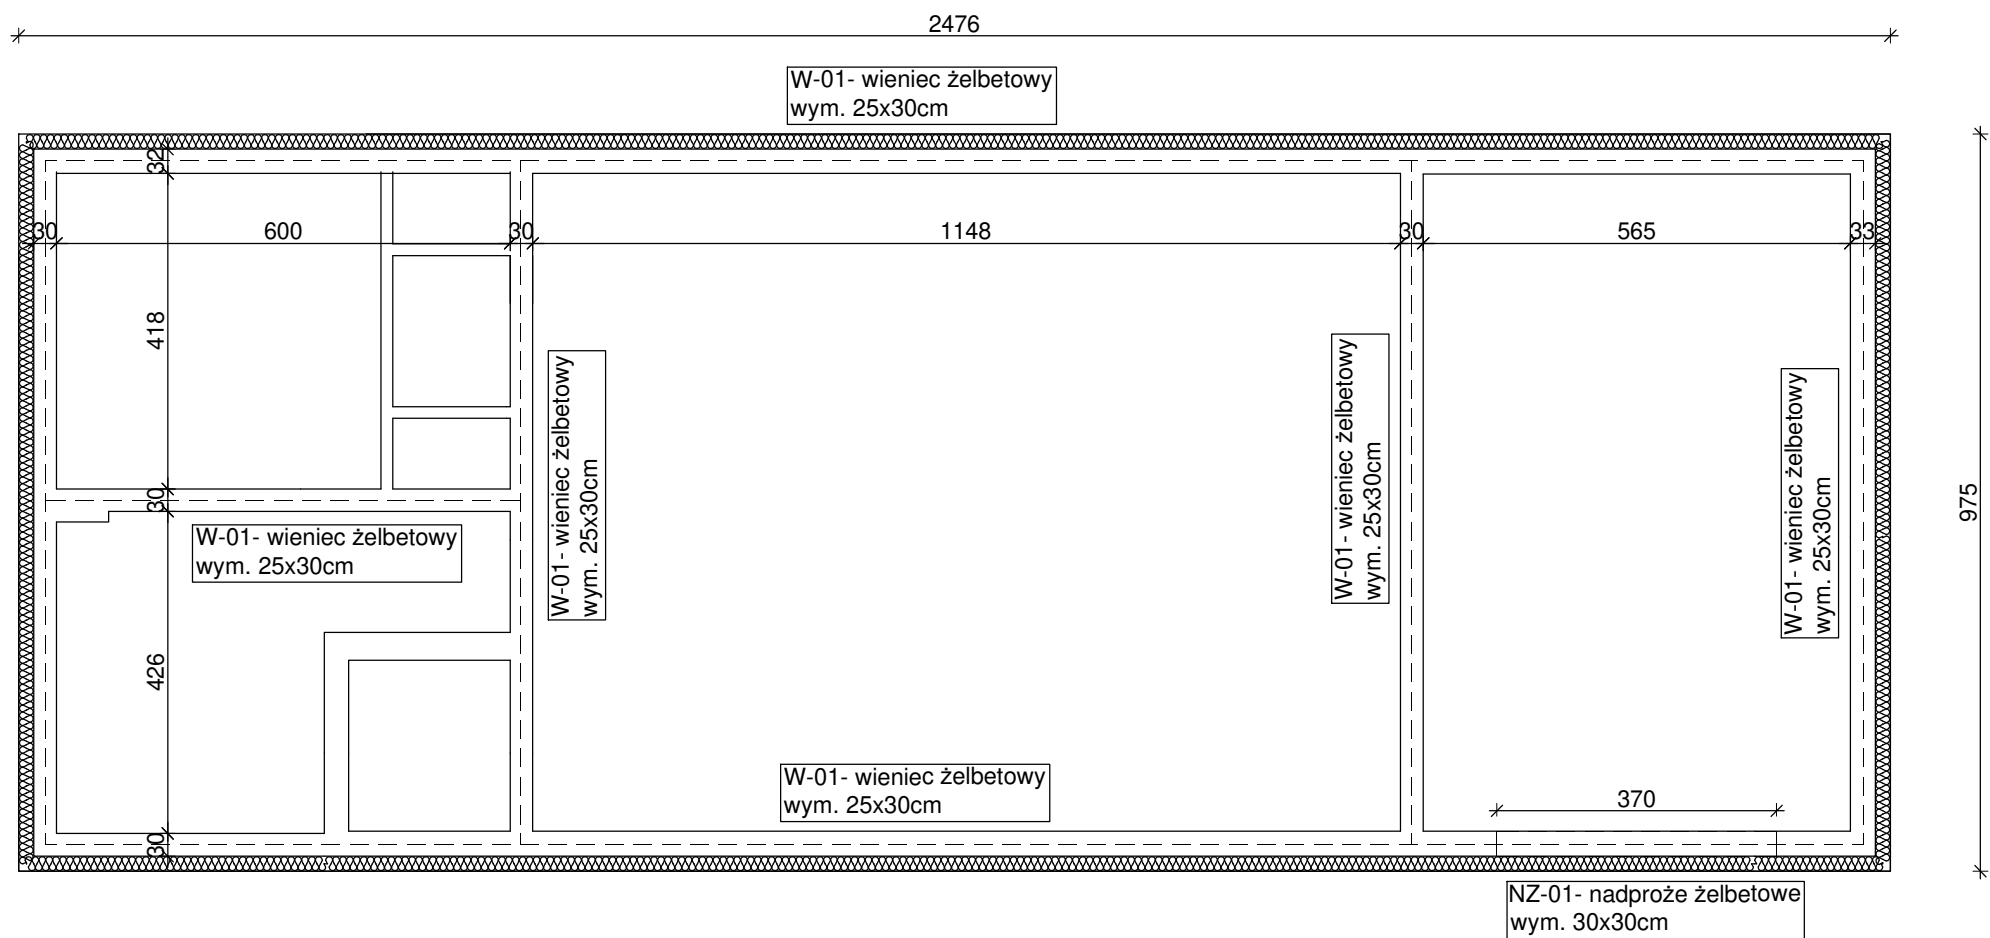 2476
W-01- wieniec żelbetowy
wym. 25x30cm
32
30
600
30
1148
30
565
33
418
W-01- wieniec żelbetowy
wym. 25x30cm
W-01- wieniec żelbetowy
wym. 25x30cm
W-01- wieniec żelbetowy
wym. 25x30cm
975
30
W-01- wieniec żelbetowy
wym. 25x30cm
426
W-01- wieniec żelbetowy
wym. 25x30cm
370
30
NZ-01- nadproże żelbetowe
wym. 30x30cm